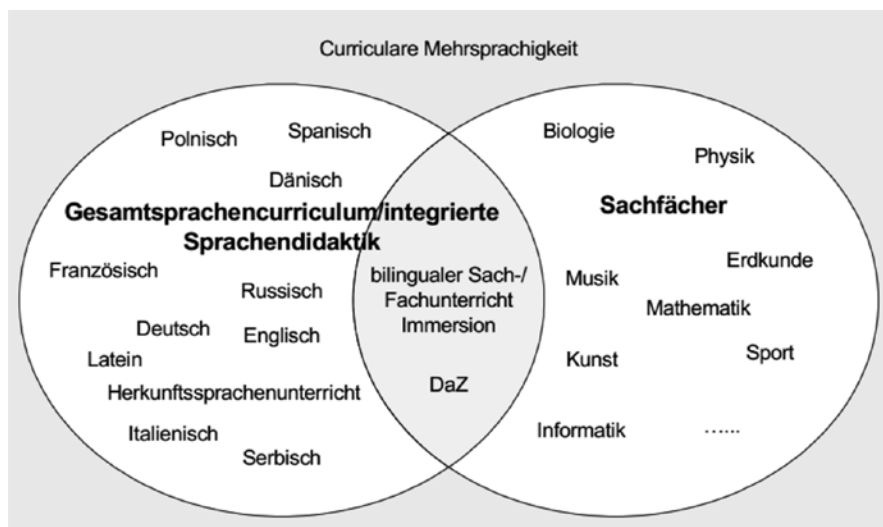 Curriculare Mehrsprachigkeit
Polnisch
Spanisch
Dänisch
Gesamtsprachencurriculum/integrierte
Sprachendidaktik
Französisch
Russisch
Deutsch
Englisch
Latein
Herkunftssprachenunterricht
Italienisch
Serbisch
bilingualer Sach-/
Fachunterricht
Immersion
DaZ
Biologie
Physik
Sachfächer
Erdkunde
Musik
Mathematik
Kunst
Sport
Informatik
......